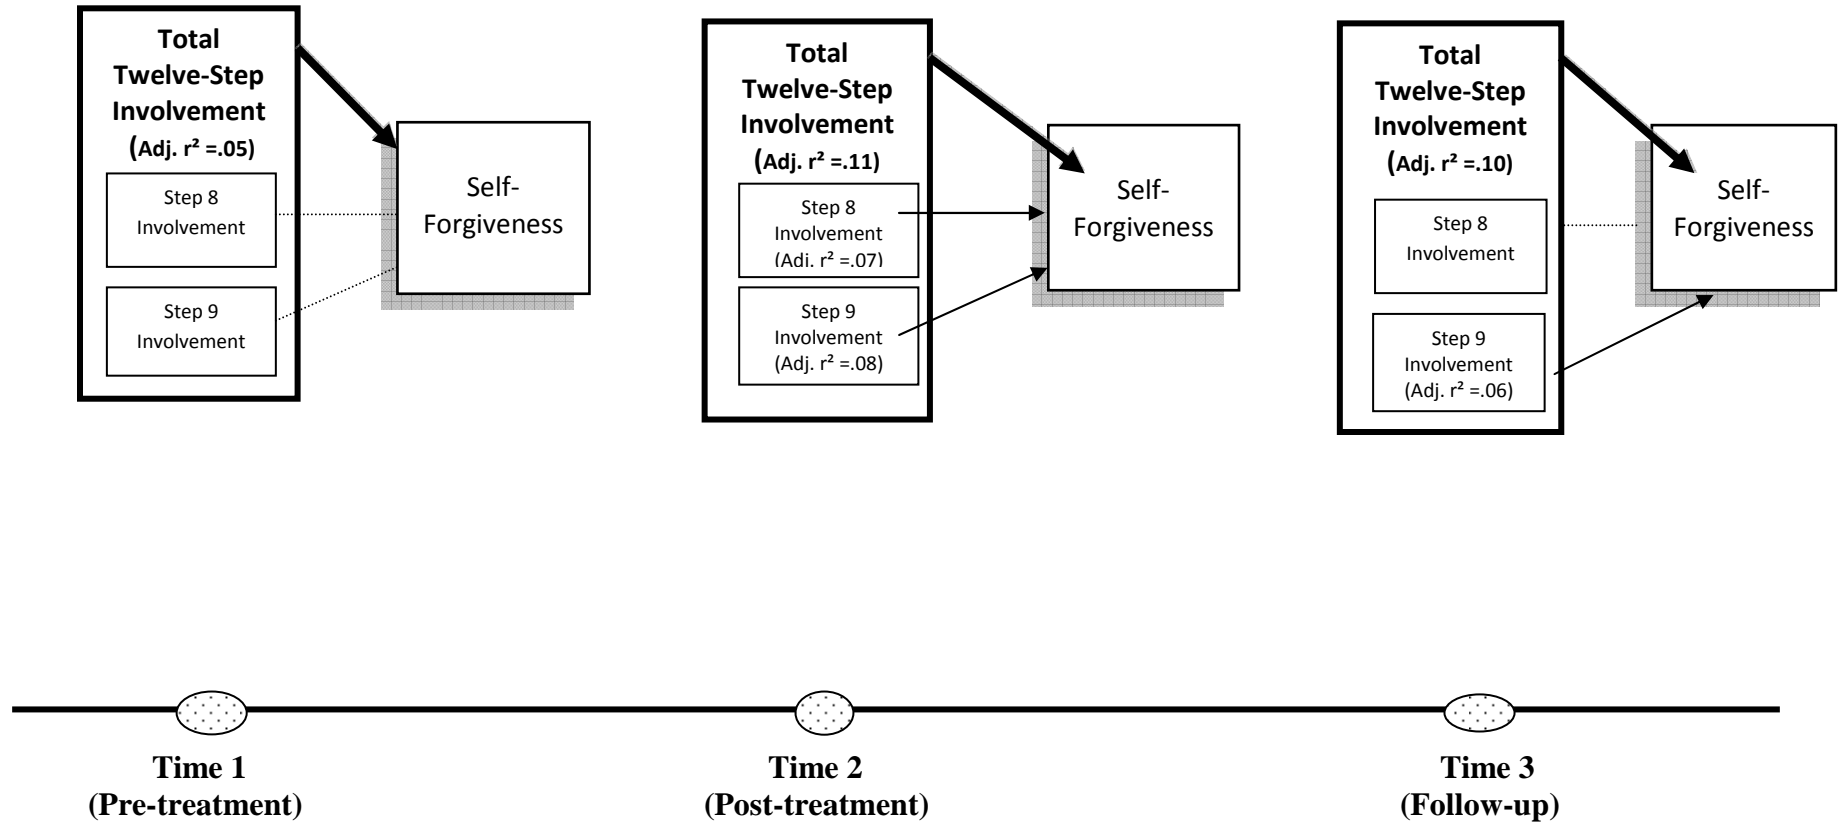 Total
Twelve-Step
Involvement
(Adj. r² =.05)
Step 8
Involvement
Step 9
Involvement
Self-
Forgiveness
Total
Twelve-Step
Involvement
(Adj. r² =.11)
Step 8
Involvement
(Adj. r² =.07)
Step 9
Involvement
(Adj. r² =.08)
Self-
Forgiveness
Total
Twelve-Step
Involvement
(Adj. r² =.10)
Step 8
Involvement
Step 9
Involvement
(Adj. r² =.06)
Self-
Forgiveness
Time 1
(Pre-treatment)
Time 2
(Post-treatment)
Time 3
(Follow-up)